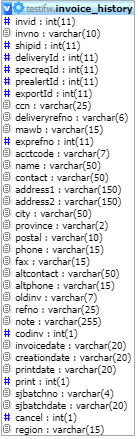 testifw.invoice_history
invid : int(11)
invno : varchar(10)
shipid : int(11)
deliveryId : int(11)
specreqId : int(11)
prealertId : int(11)
exportId : int(11)
ccn : varchar(25)
deliveryrefno : varchar(6)
mawb : varchar(15)
exprefno : int(11)
acctcode : varchar(7)
name : varchar(50)
contact : varchar(50)
address1 : varchar(150)
address2 : varchar(150)
city : varchar(50)
province : varchar(2)
postal : varchar(10)
phone : varchar(15)
fax : varchar(15)
altcontact : varchar(50)
altphone : varchar(15)
oldinv : varchar(7)
refno : varchar(25)
note : varchar(255)
codinv : int(1)
invoicedate : varchar(20)
creationdate : varchar(20)
printdate : varchar(20)
print : int(1)
sjbatchno : varchar(4)
sjbatchdate : varchar(20)
cancel : int(1)
region : varchar(15)